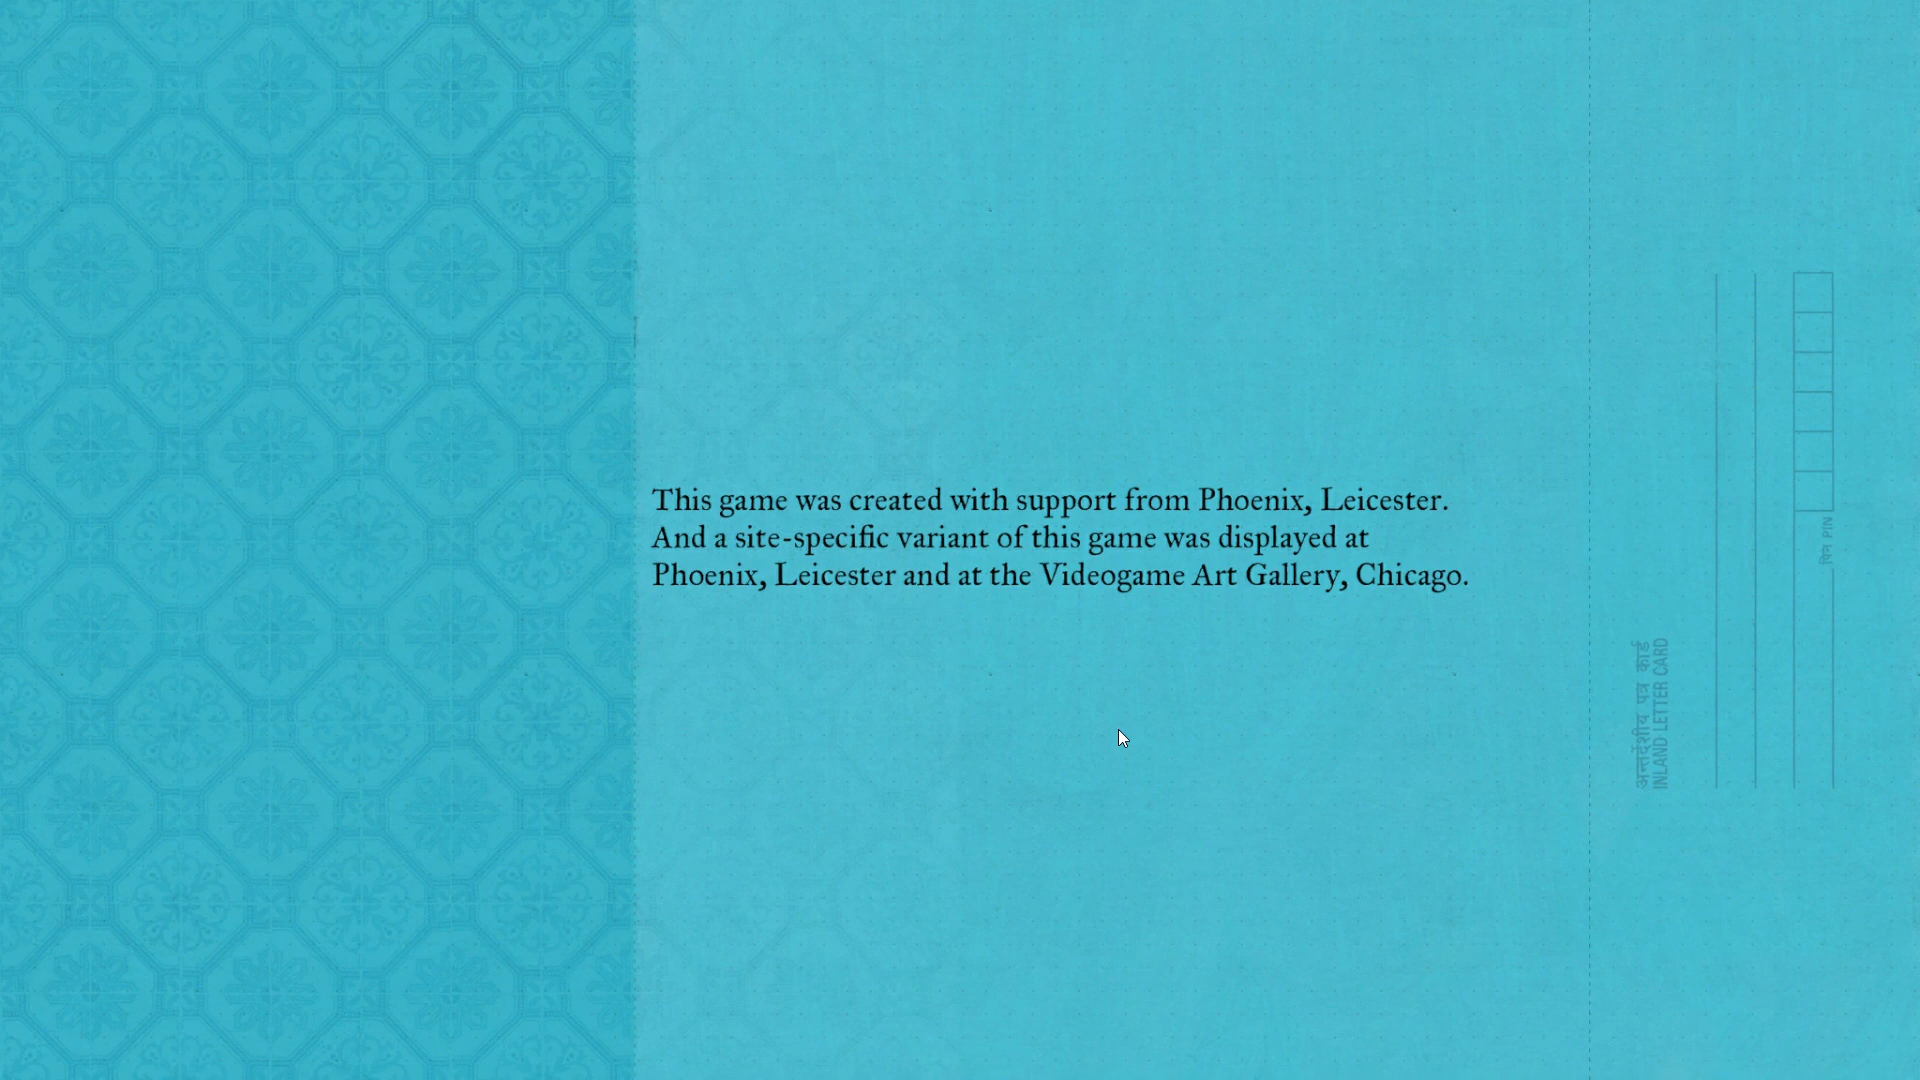 This game was created with support from Phoenix, Leicester.
And a site-specific variant of this game was displayed at
Phoenix, Leicester and at the Videogame Art Gallery, Chicago.
अन्तर्देशीय पत्र कार्ड
INLAND LETTER CARD
पिन PIN